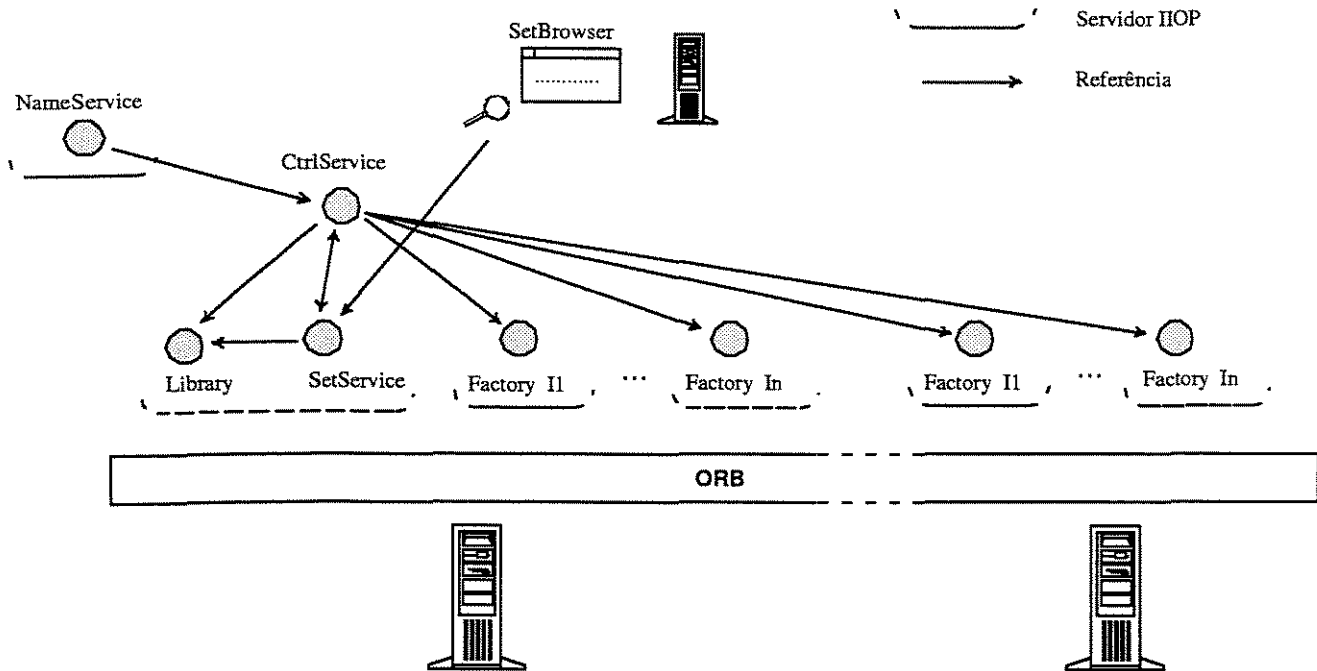 Servidor IIOP
SetBrowser
Referência
NameService
CtrlService
Library
SetService
Factory I1
...
Factory In
Factory I1
...
Factory In
ORB